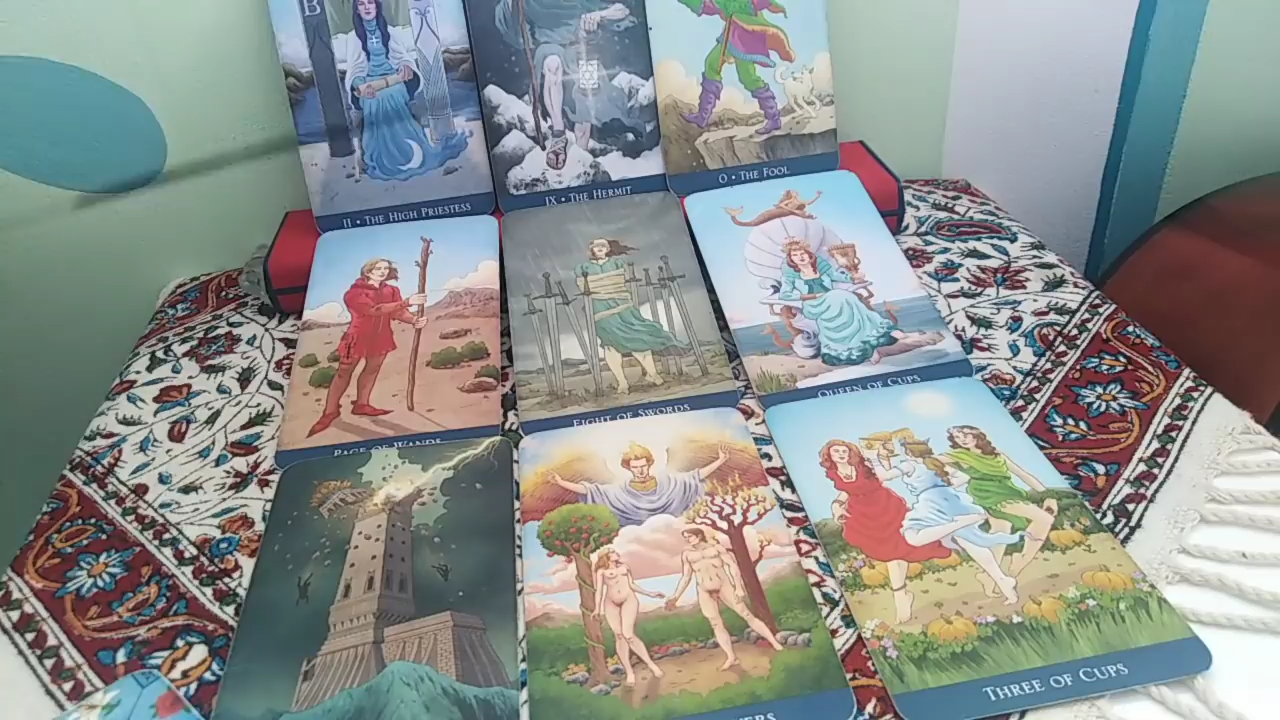 B
II • THE HIGH PRIESTESS
IX • THE HERMIT
0 • THE FOOL
PAGE OF WANDS
EIGHT OF SWORDS
QUEEN OF CUPS
THREE OF CUPS